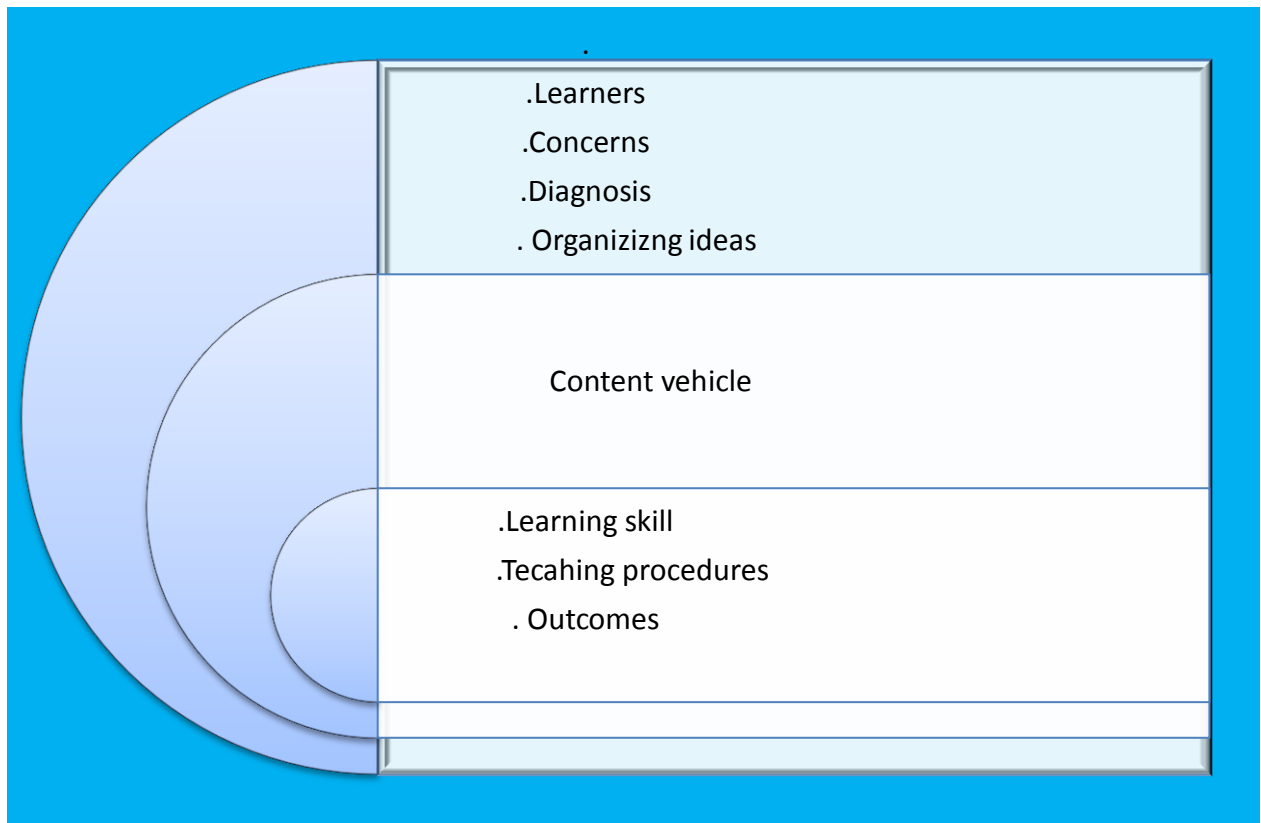 .
.Learners
.Concerns
.Diagnosis
. Organizizng ideas
Content vehicle
.Learning skill
.Tecahing procedures
. Outcomes